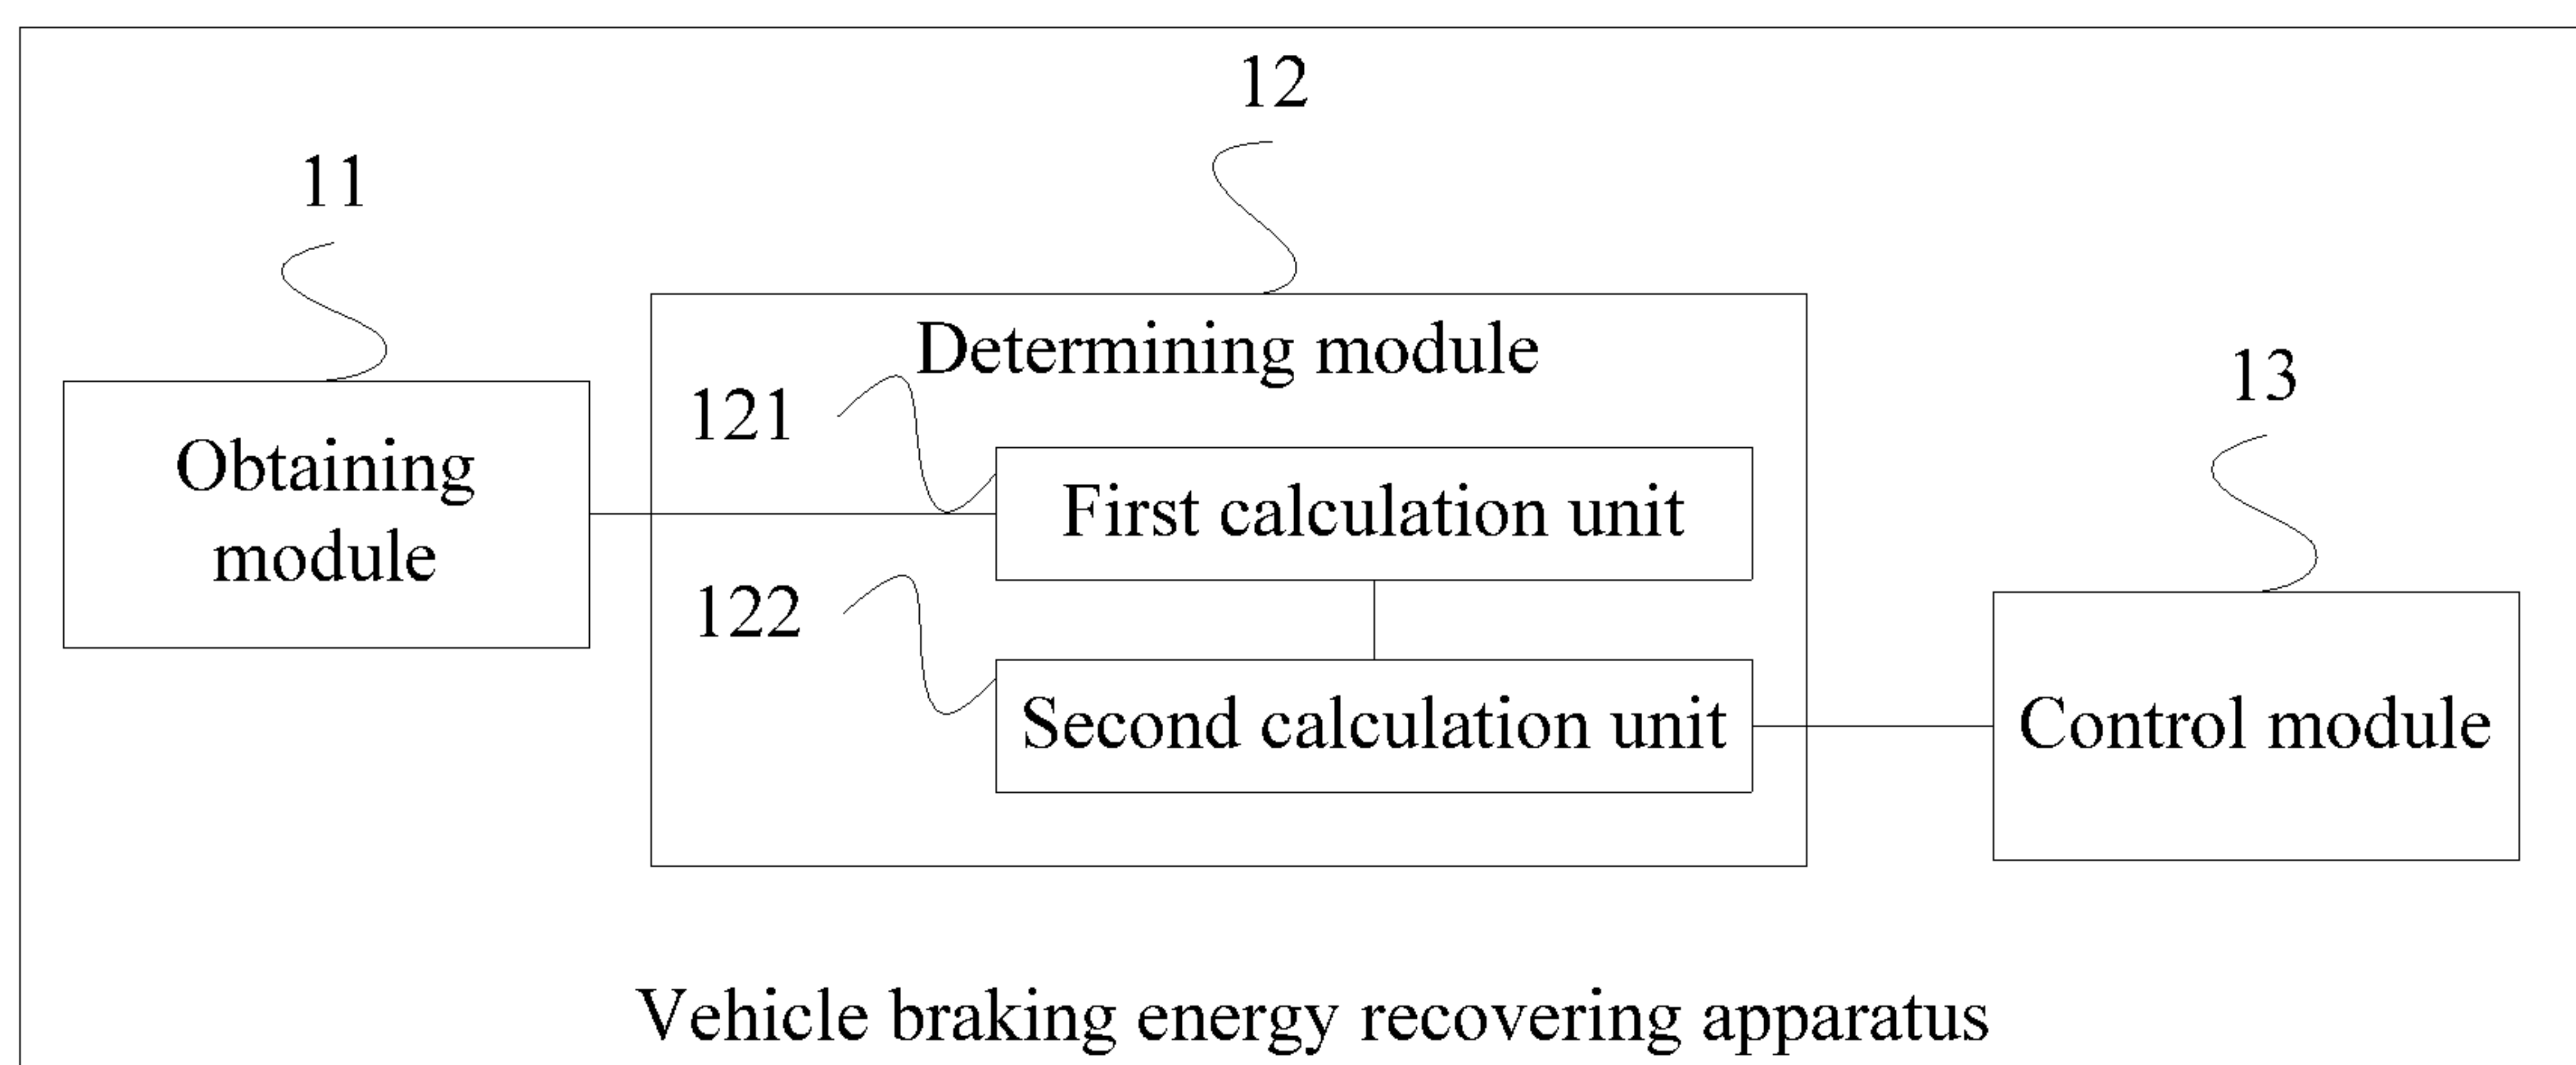 12
11
Determining module
13
121
Obtaining
module
First calculation unit
122
Second calculation unit
Control module
Vehicle braking energy recovering apparatus